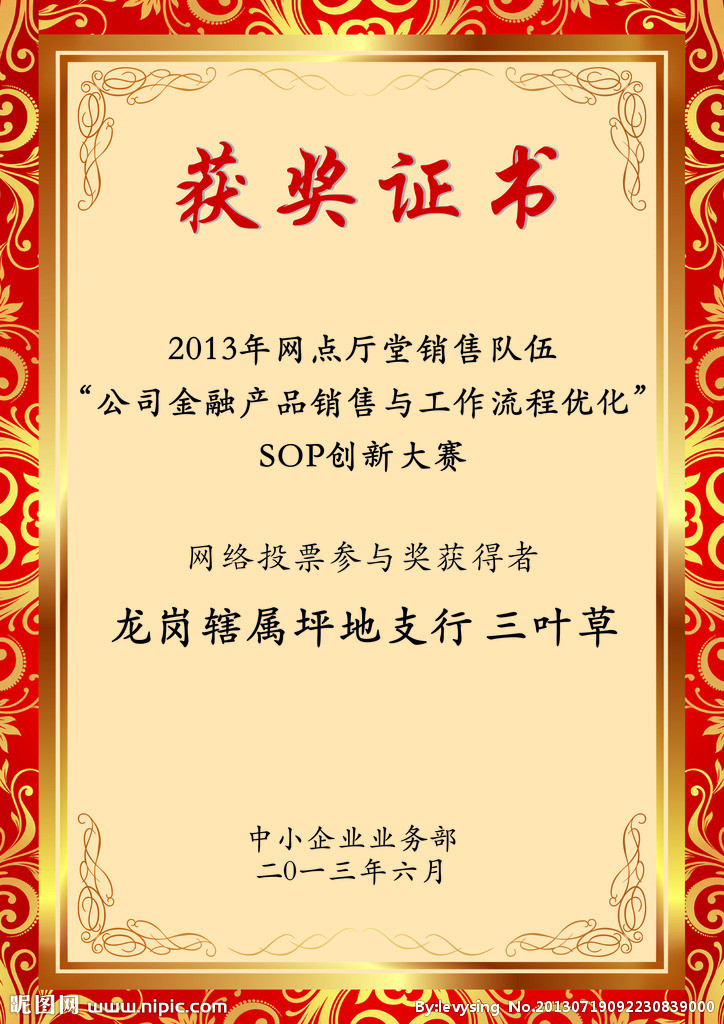 获奖证书
2013年网点厅堂销售队伍
“公司金融产品销售与工作流程优化”
SOP创新大赛
网络投票参与奖获得者
龙岗辖属坪地支行 三叶草
中小企业业务部
二〇一三年六月
昵图网 www.nipic.com
By:levysing No.20130719092230839000